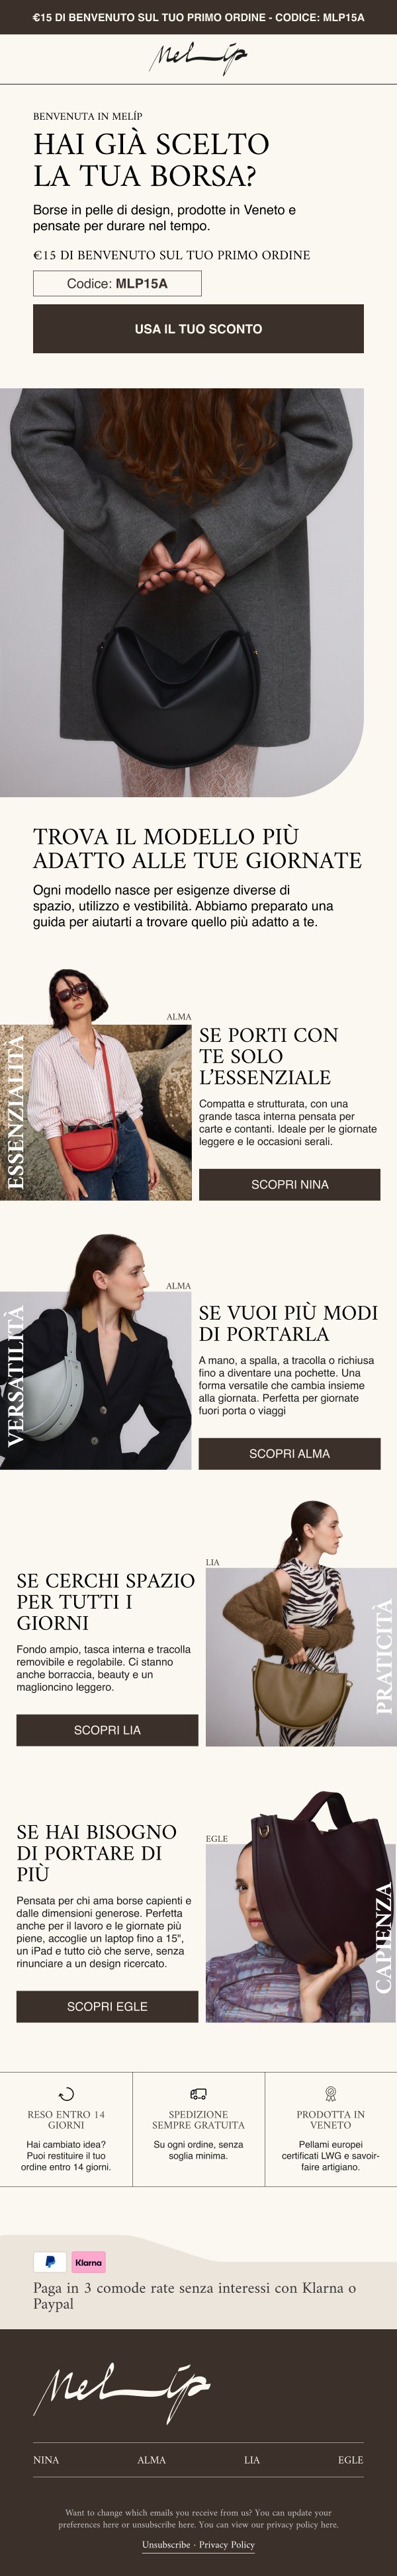 €15 DI BENVENUTO SUL TUO PRIMO ORDINE - CODICE: MLP15A
Melíp
BENVENUTA IN MELÍP
HAI GIÀ SCELTO
LA TUA BORSA?
Borse in pelle di design, prodotte in Veneto e
pensate per durare nel tempo.
€15 DI BENVENUTO SUL TUO PRIMO ORDINE
Codice: MLP15A
USA IL TUO SCONTO
TROVA IL MODELLO PIÙ
ADATTO ALLE TUE GIORNATE
Ogni modello nasce per esigenze diverse di
spazio, utilizzo e vestibilità. Abbiamo preparato una
guida per aiutarti a trovare quello più adatto a te.
ALMA
ESSENZIALITÀ
SE PORTI CON
TE SOLO
L'ESSENZIALE
Compatta e strutturata, con una
grande tasca interna pensata per
carte e contanti. Ideale per le giornate
leggere e le occasioni serali.
SCOPRI NINA
ALMA
VERSATILITÀ
SE VUOI PIÙ MODI
DI PORTARLA
A mano, a spalla, a tracolla o richiusa
fino a diventare una pochette. Una
forma versatile che cambia insieme
alla giornata. Perfetta per giornate
fuori porta o viaggi
SCOPRI ALMA
LIA
SE CERCHI SPAZIO
PER TUTTI I
GIORNI
Fondo ampio, tasca interna e tracolla
removibile e regolabile. Ci stanno
anche borraccia, beauty e un
maglioncino leggero.
SCOPRI LIA
PRATICITÀ
EGLE
SE HAI BISOGNO
DI PORTARE DI
PIÙ
Pensata per chi ama borse capienti e
dalle dimensioni generose. Perfetta
anche per il lavoro e le giornate più
piene, accoglie un laptop fino a 15",
un iPad e tutto ciò che serve, senza
rinunciare a un design ricercato.
SCOPRI EGLE
CAPIENZA
RESO ENTRO 14
GIORNI
Hai cambiato idea?
Puoi restituire il tuo
ordine entro 14 giorni.
SPEDIZIONE
SEMPRE GRATUITA
Su ogni ordine, senza
soglia minima.
PRODOTTA IN
VENETO
Pellami europei
certificati LWG e savoir-
faire artigiano.
Klarna
Paga in 3 comode rate senza interessi con Klarna o
Paypal
Melíp
NINA ALMA LIA EGLE
Want to change which emails you receive from us? You can update your
preferences here or unsubscribe here. You can view our privacy policy here.
Unsubscribe · Privacy Policy